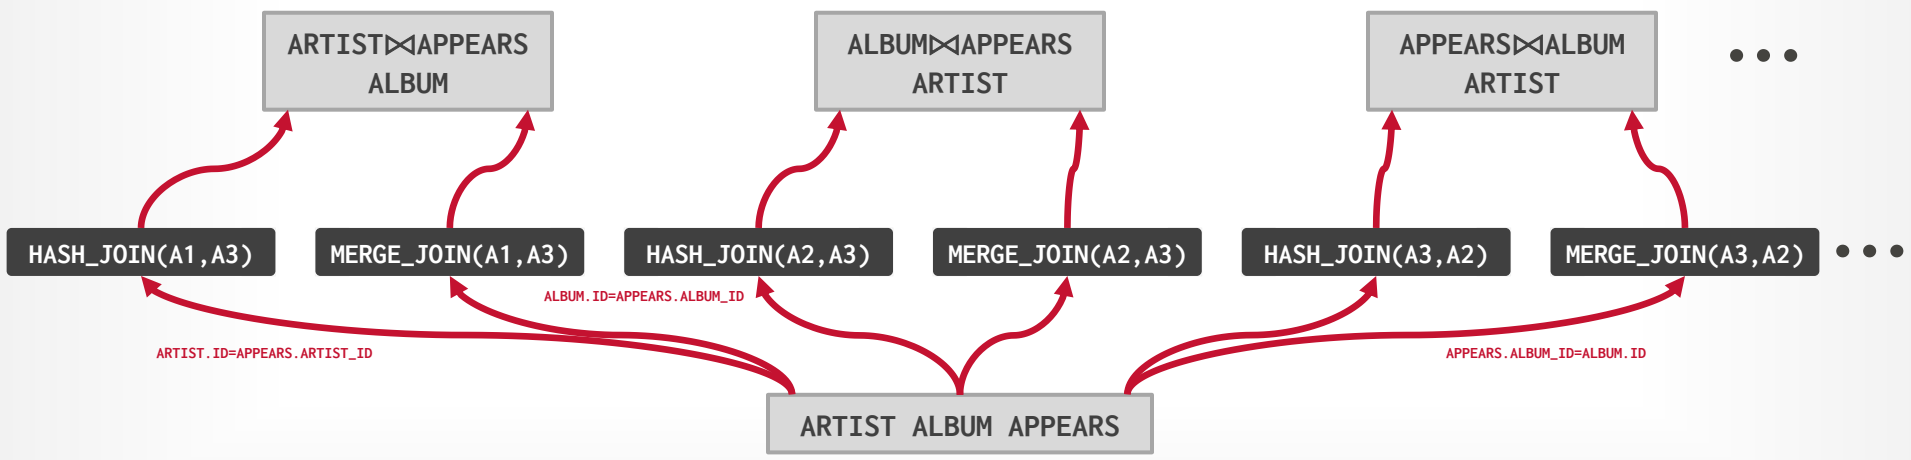 ARTIST⋈APPEARS
ALBUM
ALBUM⋈APPEARS
ARTIST
APPEARS⋈ALBUM
ARTIST
•••
HASH_JOIN(A1,A3)
MERGE_JOIN(A1,A3)
HASH_JOIN(A2,A3)
MERGE_JOIN(A2,A3)
HASH_JOIN(A3,A2)
MERGE_JOIN(A3,A2)
•••
ALBUM.ID=APPEARS.ALBUM_ID
ARTIST.ID=APPEARS.ARTIST_ID
APPEARS.ALBUM_ID=ALBUM.ID
ARTIST ALBUM APPEARS